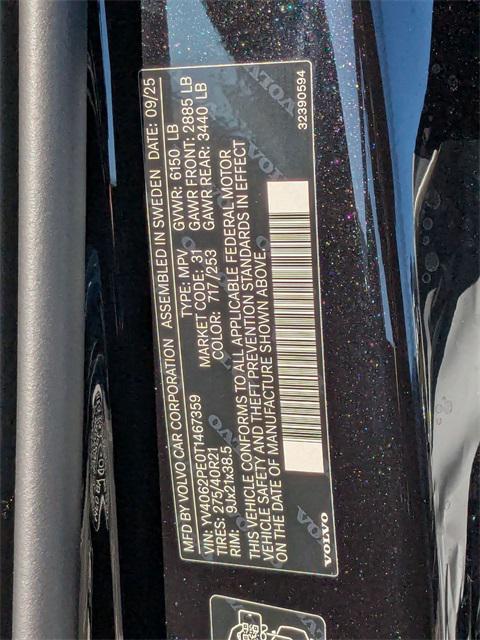 MFD BY VOLVO CAR CORPORATION ASSEMBLED IN SWEDEN DATE: 09/25
VIN: YV4062PE0T1467359 TYPE: MPV GVWR: 6150 LB
TIRES: 275/40R21 MARKET CODE: 31 GAWR FRONT: 2885 LB
RIM: 9Jx21x38.5 COLOR: 717/253 GAWR REAR: 3440 LB
THIS VEHICLE CONFORMS TO ALL APPLICABLE FEDERAL MOTOR
VEHICLE SAFETY AND THEFT PREVENTION STANDARDS IN EFFECT
ON THE DATE OF MANUFACTURE SHOWN ABOVE.
VOLVO 32390594